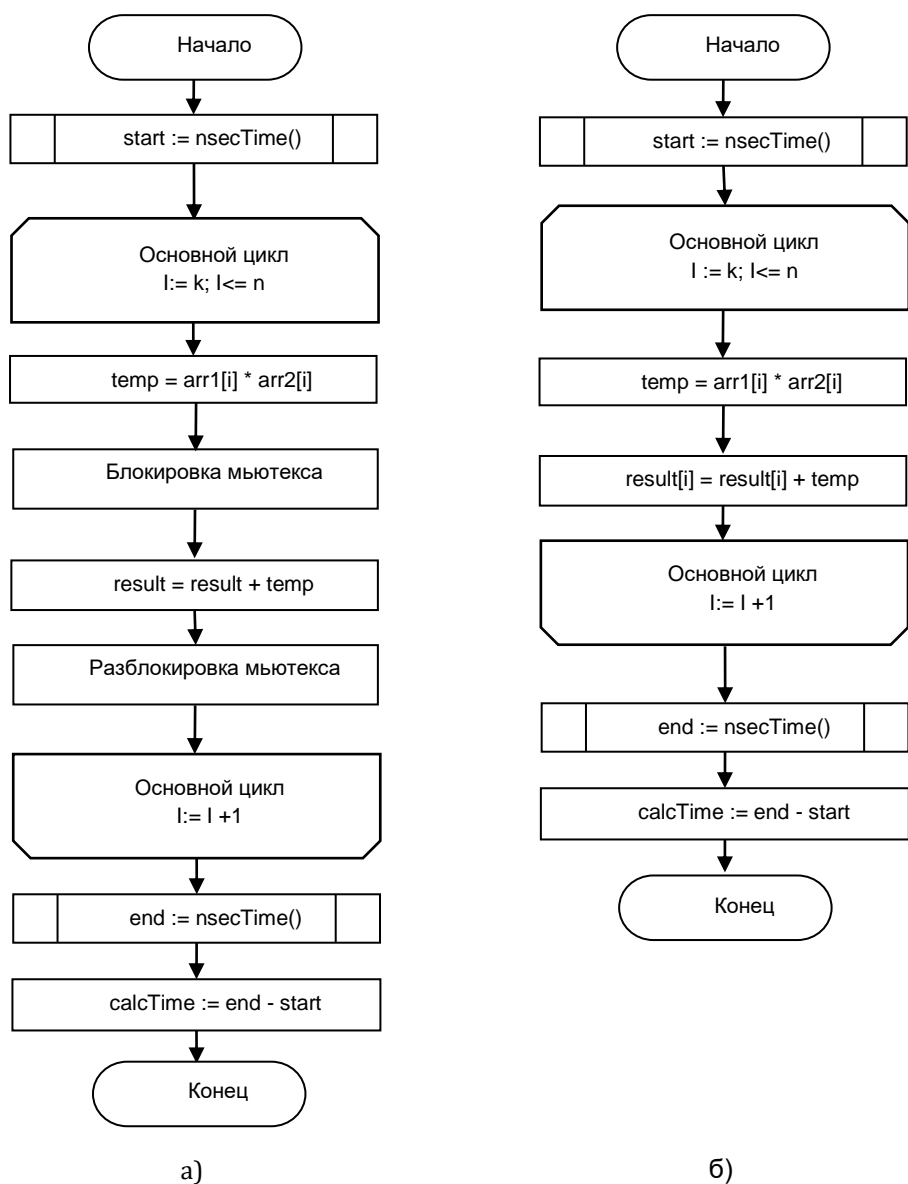 Начало
start := nsecTime()
Основной цикл
I:= k; I<= n
temp = arr1[i] * arr2[i]
Блокировка мьютекса
result = result + temp
Разблокировка мьютекса
Основной цикл
I:= I +1
end := nsecTime()
calcTime := end - start
Конец
а)
Начало
start := nsecTime()
Основной цикл
I := k; I<= n
temp = arr1[i] * arr2[i]
result[i] = result[i] + temp
Основной цикл
I:= I +1
end := nsecTime()
calcTime := end - start
Конец
б)